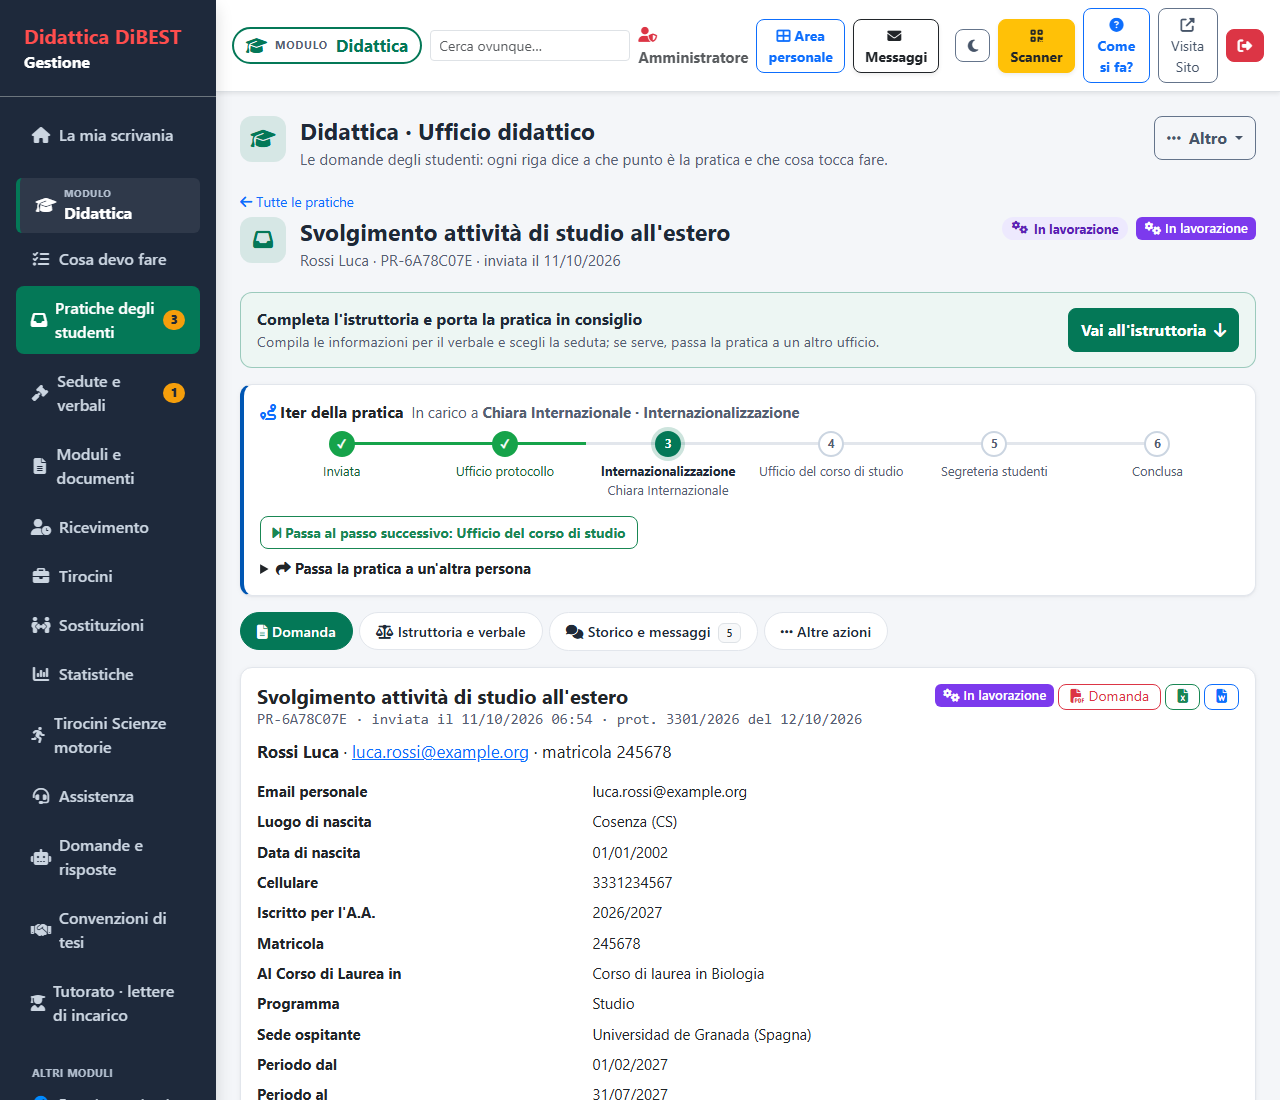 Didattica DiBEST
Gestione
La mia scrivania
MODULO
Didattica
Cosa devo fare
Pratiche degli studenti 3
Sedute e verbali 1
Moduli e documenti
Ricevimento
Tirocini
Sostituzioni
Statistiche
Tirocini Scienze motorie
Assistenza
Domande e risposte
Convenzioni di tesi
Tutorato · lettere di incarico
ALTRI MODULI
MODULO Didattica
Cerca ovunque...
Amministratore
Area personale
Messaggi
Scanner
Come si fa?
Visita Sito
Didattica · Ufficio didattico
Le domande degli studenti: ogni riga dice a che punto è la pratica e che cosa tocca fare.
Altro
Tutte le pratiche
Svolgimento attività di studio all'estero
Rossi Luca · PR-6A78C07E · inviata il 11/10/2026
In lavorazione
In lavorazione
Completa l'istruttoria e porta la pratica in consiglio
Compila le informazioni per il verbale e scegli la seduta; se serve, passa la pratica a un altro ufficio.
Vai all'istruttoria
Iter della pratica In carico a Chiara Internazionale · Internazionalizzazione
3 4 5 6
Inviata
Ufficio protocollo
Internazionalizzazione
Chiara Internazionale
Ufficio del corso di studio
Segreteria studenti
Conclusa
Passa al passo successivo: Ufficio del corso di studio
Passa la pratica a un'altra persona
Domanda
Istruttoria e verbale
Storico e messaggi 5
Altre azioni
Svolgimento attività di studio all'estero
In lavorazione
Domanda
PR-6A78C07E · inviata il 11/10/2026 06:54 · prot. 3301/2026 del 12/10/2026
Rossi Luca · luca.rossi@example.org · matricola 245678
Email personale luca.rossi@example.org
Luogo di nascita Cosenza (CS)
Data di nascita 01/01/2002
Cellulare 3331234567
Iscritto per l'A.A. 2026/2027
Matricola 245678
Al Corso di Laurea in Corso di laurea in Biologia
Programma Studio
Sede ospitante Universidad de Granada (Spagna)
Periodo dal 01/02/2027
Periodo al 31/07/2027